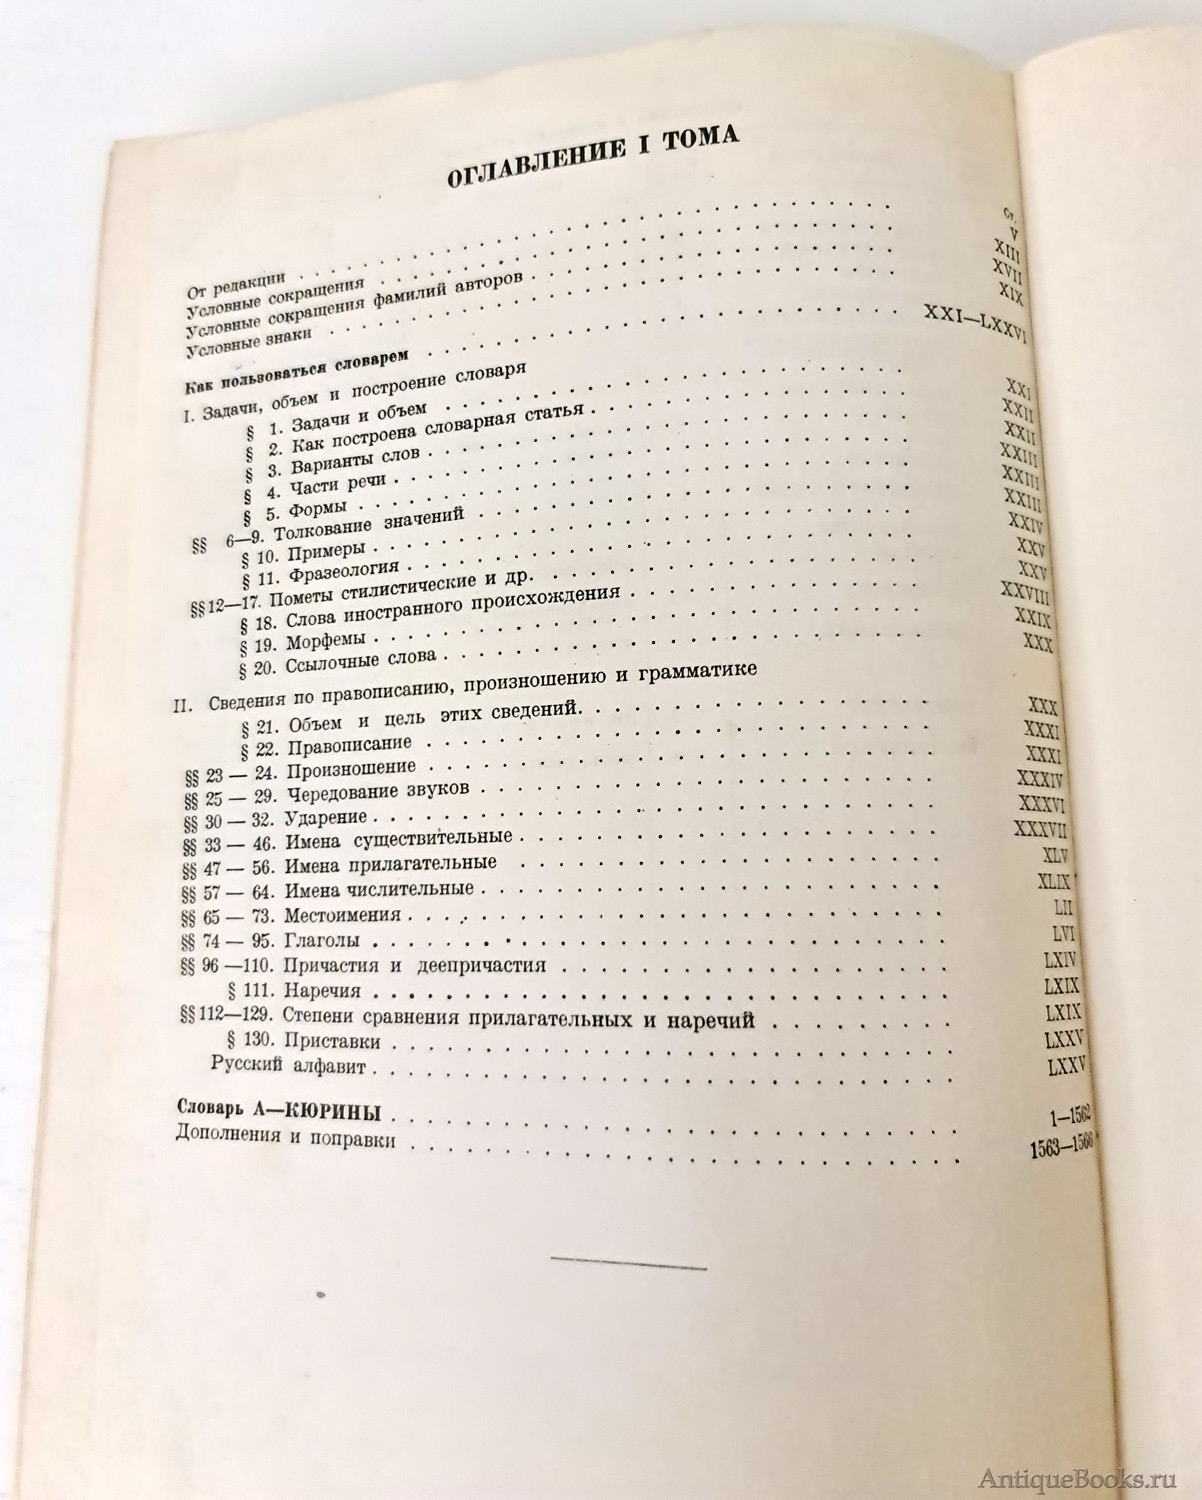 ОГЛАВЛЕНИЕ I ТОМА
Ст.
От редакции . . . . . . . . . . . . . . . . . . . . . . . V
Условные сокращения . . . . . . . . . . . . . . . . . . . . XIII
Условные сокращения фамилий авторов . . . . . . . . . . . . . . XVII
Условные знаки . . . . . . . . . . . . . . . . . . . . . . XIX
Как пользоваться словарем . . . . . . . . . . . . . . . . . . XXI—LXXVI
I. Задачи, объем и построение словаря
§ 1. Задачи и объем . . . . . . . . . . . . . . . . . . . XXI
§ 2. Как построена словарная статья . . . . . . . . . . . . . XXII
§ 3. Варианты слов . . . . . . . . . . . . . . . . . . . XXII
§ 4. Части речи . . . . . . . . . . . . . . . . . . . . XXIII
§ 5. Формы . . . . . . . . . . . . . . . . . . . . . . XXIII
§§ 6—9. Толкование значений . . . . . . . . . . . . . . . . XXIII
§ 10. Примеры . . . . . . . . . . . . . . . . . . . . . XXIV
§ 11. Фразеология . . . . . . . . . . . . . . . . . . . . XXV
§§ 12—17. Пометы стилистические и др. . . . . . . . . . . . . . XXV
§ 18. Слова иностранного происхождения . . . . . . . . . . . . XXVIII
§ 19. Морфемы . . . . . . . . . . . . . . . . . . . . . XXIX
§ 20. Ссылочные слова . . . . . . . . . . . . . . . . . . XXX
II. Сведения по правописанию, произношению и грамматике
§ 21. Объем и цель этих сведений. . . . . . . . . . . . . . . XXX
§ 22. Правописание . . . . . . . . . . . . . . . . . . . XXXI
§§ 23 — 24. Произношение . . . . . . . . . . . . . . . . . . XXXI
§§ 25 — 29. Чередование звуков . . . . . . . . . . . . . . . . XXXIV
§§ 30 — 32. Ударение . . . . . . . . . . . . . . . . . . . . XXXVI
§§ 33 — 46. Имена существительные . . . . . . . . . . . . . . . XXXVII
§§ 47 — 56. Имена прилагательные . . . . . . . . . . . . . . . XLV
§§ 57 — 64. Имена числительные . . . . . . . . . . . . . . . . XLIX
§§ 65 — 73. Местоимения . . . . . . . . . . . . . . . . . . . LII
§§ 74 — 95. Глаголы . . . . . . . . . . . . . . . . . . . . LVI
§§ 96 —110. Причастия и деепричастия . . . . . . . . . . . . . . LXIV
§ 111. Наречия . . . . . . . . . . . . . . . . . . . . . LXIX
§§ 112—129. Степени сравнения прилагательных и наречий . . . . . . . LXIX
§ 130. Приставки . . . . . . . . . . . . . . . . . . . . LXXV
Русский алфавит . . . . . . . . . . . . . . . . . . . . . LXXV
Словарь А—КЮРИНЫ . . . . . . . . . . . . . . . . . . . . 1—1562
Дополнения и поправки . . . . . . . . . . . . . . . . . . . 1563—1566
AntiqueBooks.ru